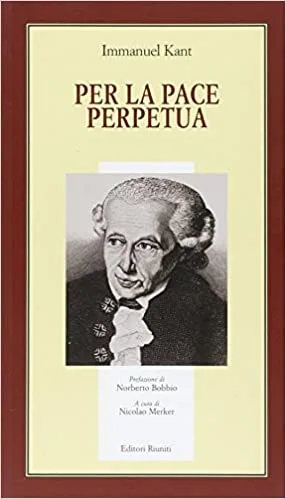 Immanuel Kant
PER LA PACE
PERPETUA
Prefazione di
Norberto Bobbio
A cura di
Nicolao Merker
Editori Riuniti